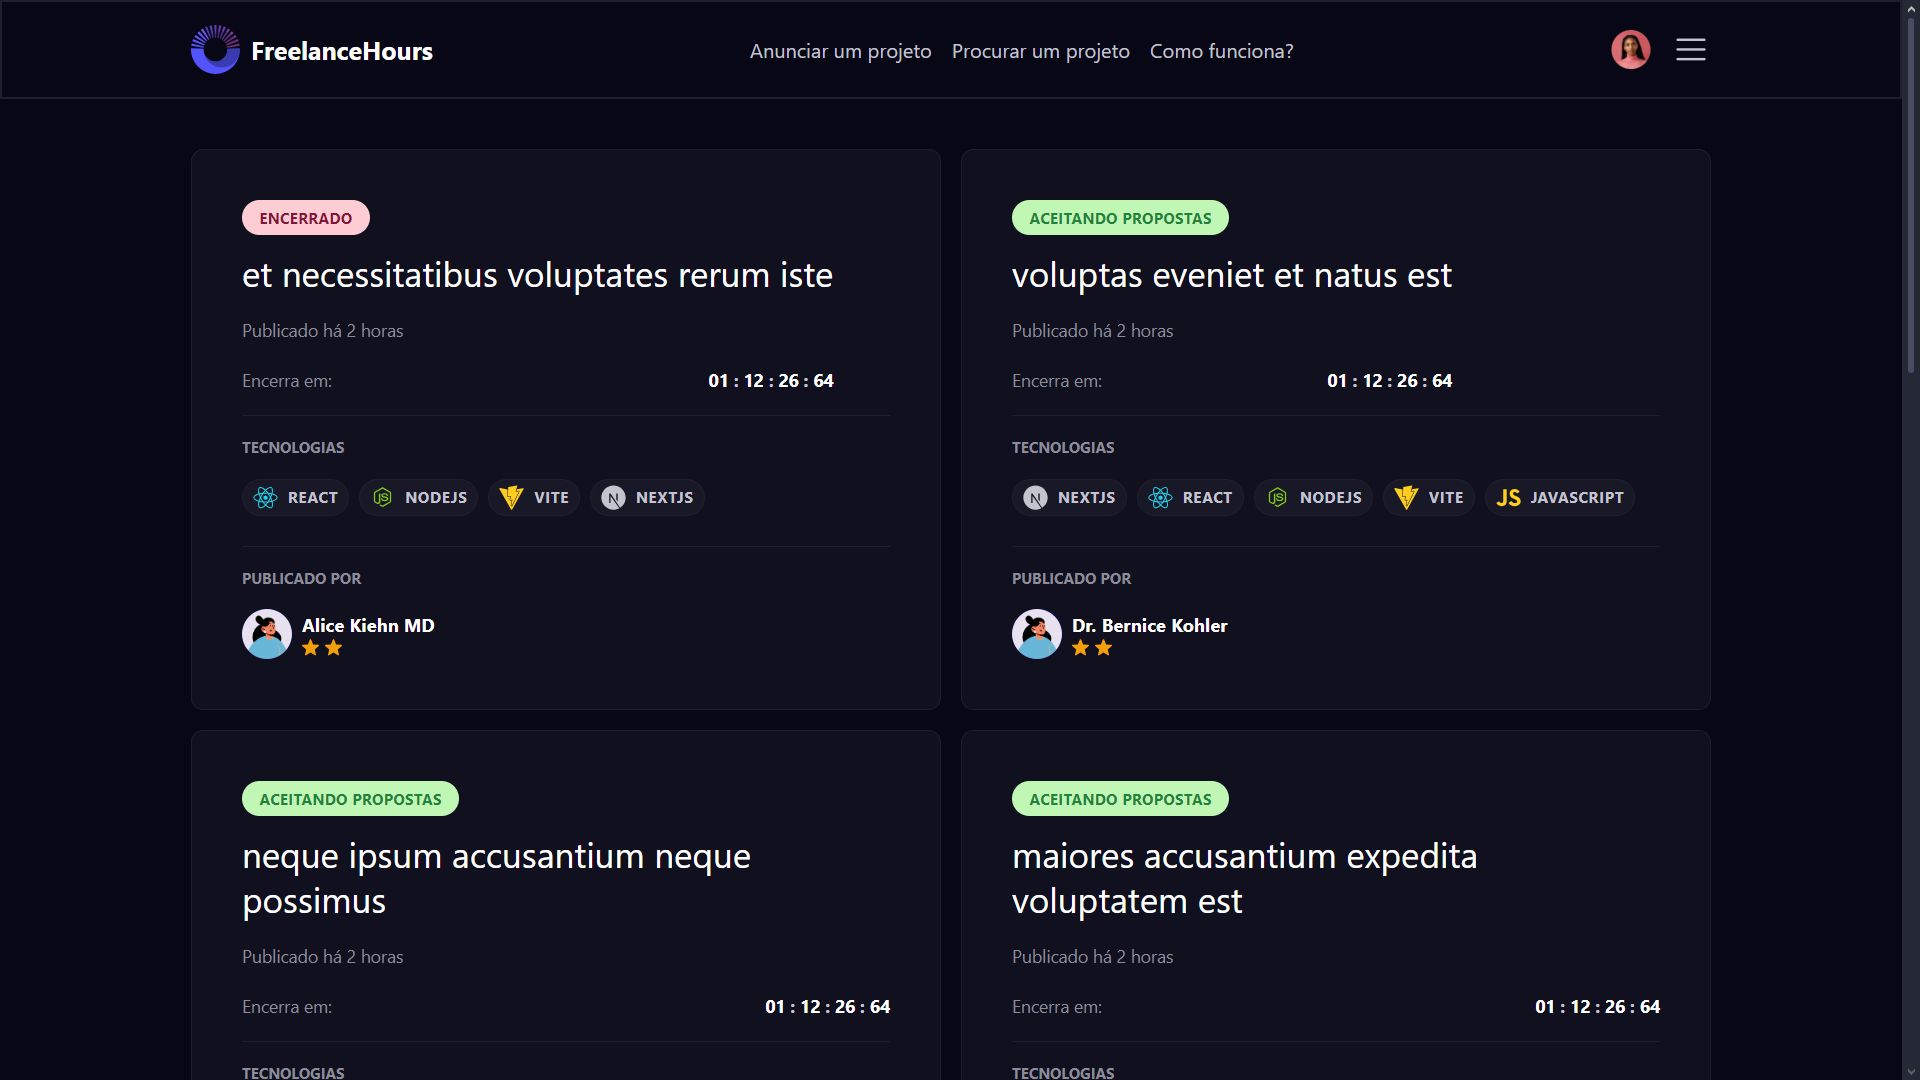 FreelanceHours
Anunciar um projeto Procurar um projeto Como funciona?
ENCERRADO
et necessitatibus voluptates rerum iste
Publicado há 2 horas
Encerra em: 01 : 12 : 26 : 64
TECNOLOGIAS
REACT NODEJS VITE N NEXTJS
PUBLICADO POR
Alice Kiehn MD
ACEITANDO PROPOSTAS
voluptas eveniet et natus est
Publicado há 2 horas
Encerra em: 01 : 12 : 26 : 64
TECNOLOGIAS
N NEXTJS REACT NODEJS VITE JS JAVASCRIPT
PUBLICADO POR
Dr. Bernice Kohler
ACEITANDO PROPOSTAS
neque ipsum accusantium neque
possimus
Publicado há 2 horas
Encerra em: 01 : 12 : 26 : 64
TECNOLOGIAS
ACEITANDO PROPOSTAS
maiores accusantium expedita
voluptatem est
Publicado há 2 horas
Encerra em: 01 : 12 : 26 : 64
TECNOLOGIAS